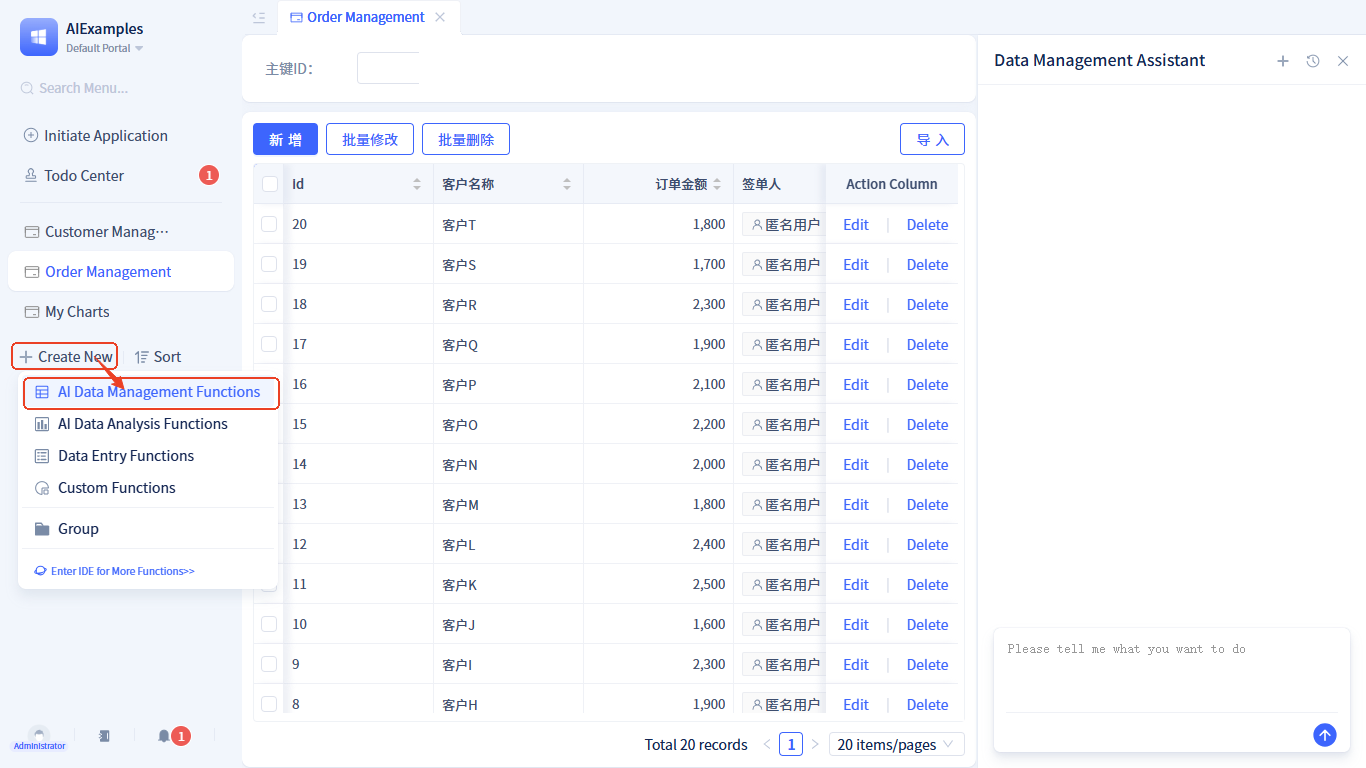 AIExamples
Default Portal
Search Menu...
Initiate Application
Todo Center 1
Customer Manag···
Order Management
My Charts
Create New Sort
AI Data Management Functions
AI Data Analysis Functions
Data Entry Functions
Custom Functions
Group
Enter IDE for More Functions>>
Administrator
1
Order Management
主键ID:
新 增 批量修改 批量删除 导 入
Id 客户名称 订单金额 签单人 Action Column
20 客户T 1,800 匿名用户 Edit Delete
19 客户S 1,700 匿名用户 Edit Delete
18 客户R 2,300 匿名用户 Edit Delete
17 客户Q 1,900 匿名用户 Edit Delete
16 客户P 2,100 匿名用户 Edit Delete
15 客户O 2,200 匿名用户 Edit Delete
14 客户N 2,000 匿名用户 Edit Delete
13 客户M 1,800 匿名用户 Edit Delete
12 客户L 2,400 匿名用户 Edit Delete
11 客户K 2,500 匿名用户 Edit Delete
10 客户J 1,600 匿名用户 Edit Delete
9 客户I 2,300 匿名用户 Edit Delete
8 客户H 1,900 匿名用户 Edit Delete
Total 20 records 1 20 items/pages
Data Management Assistant
Please tell me what you want to do